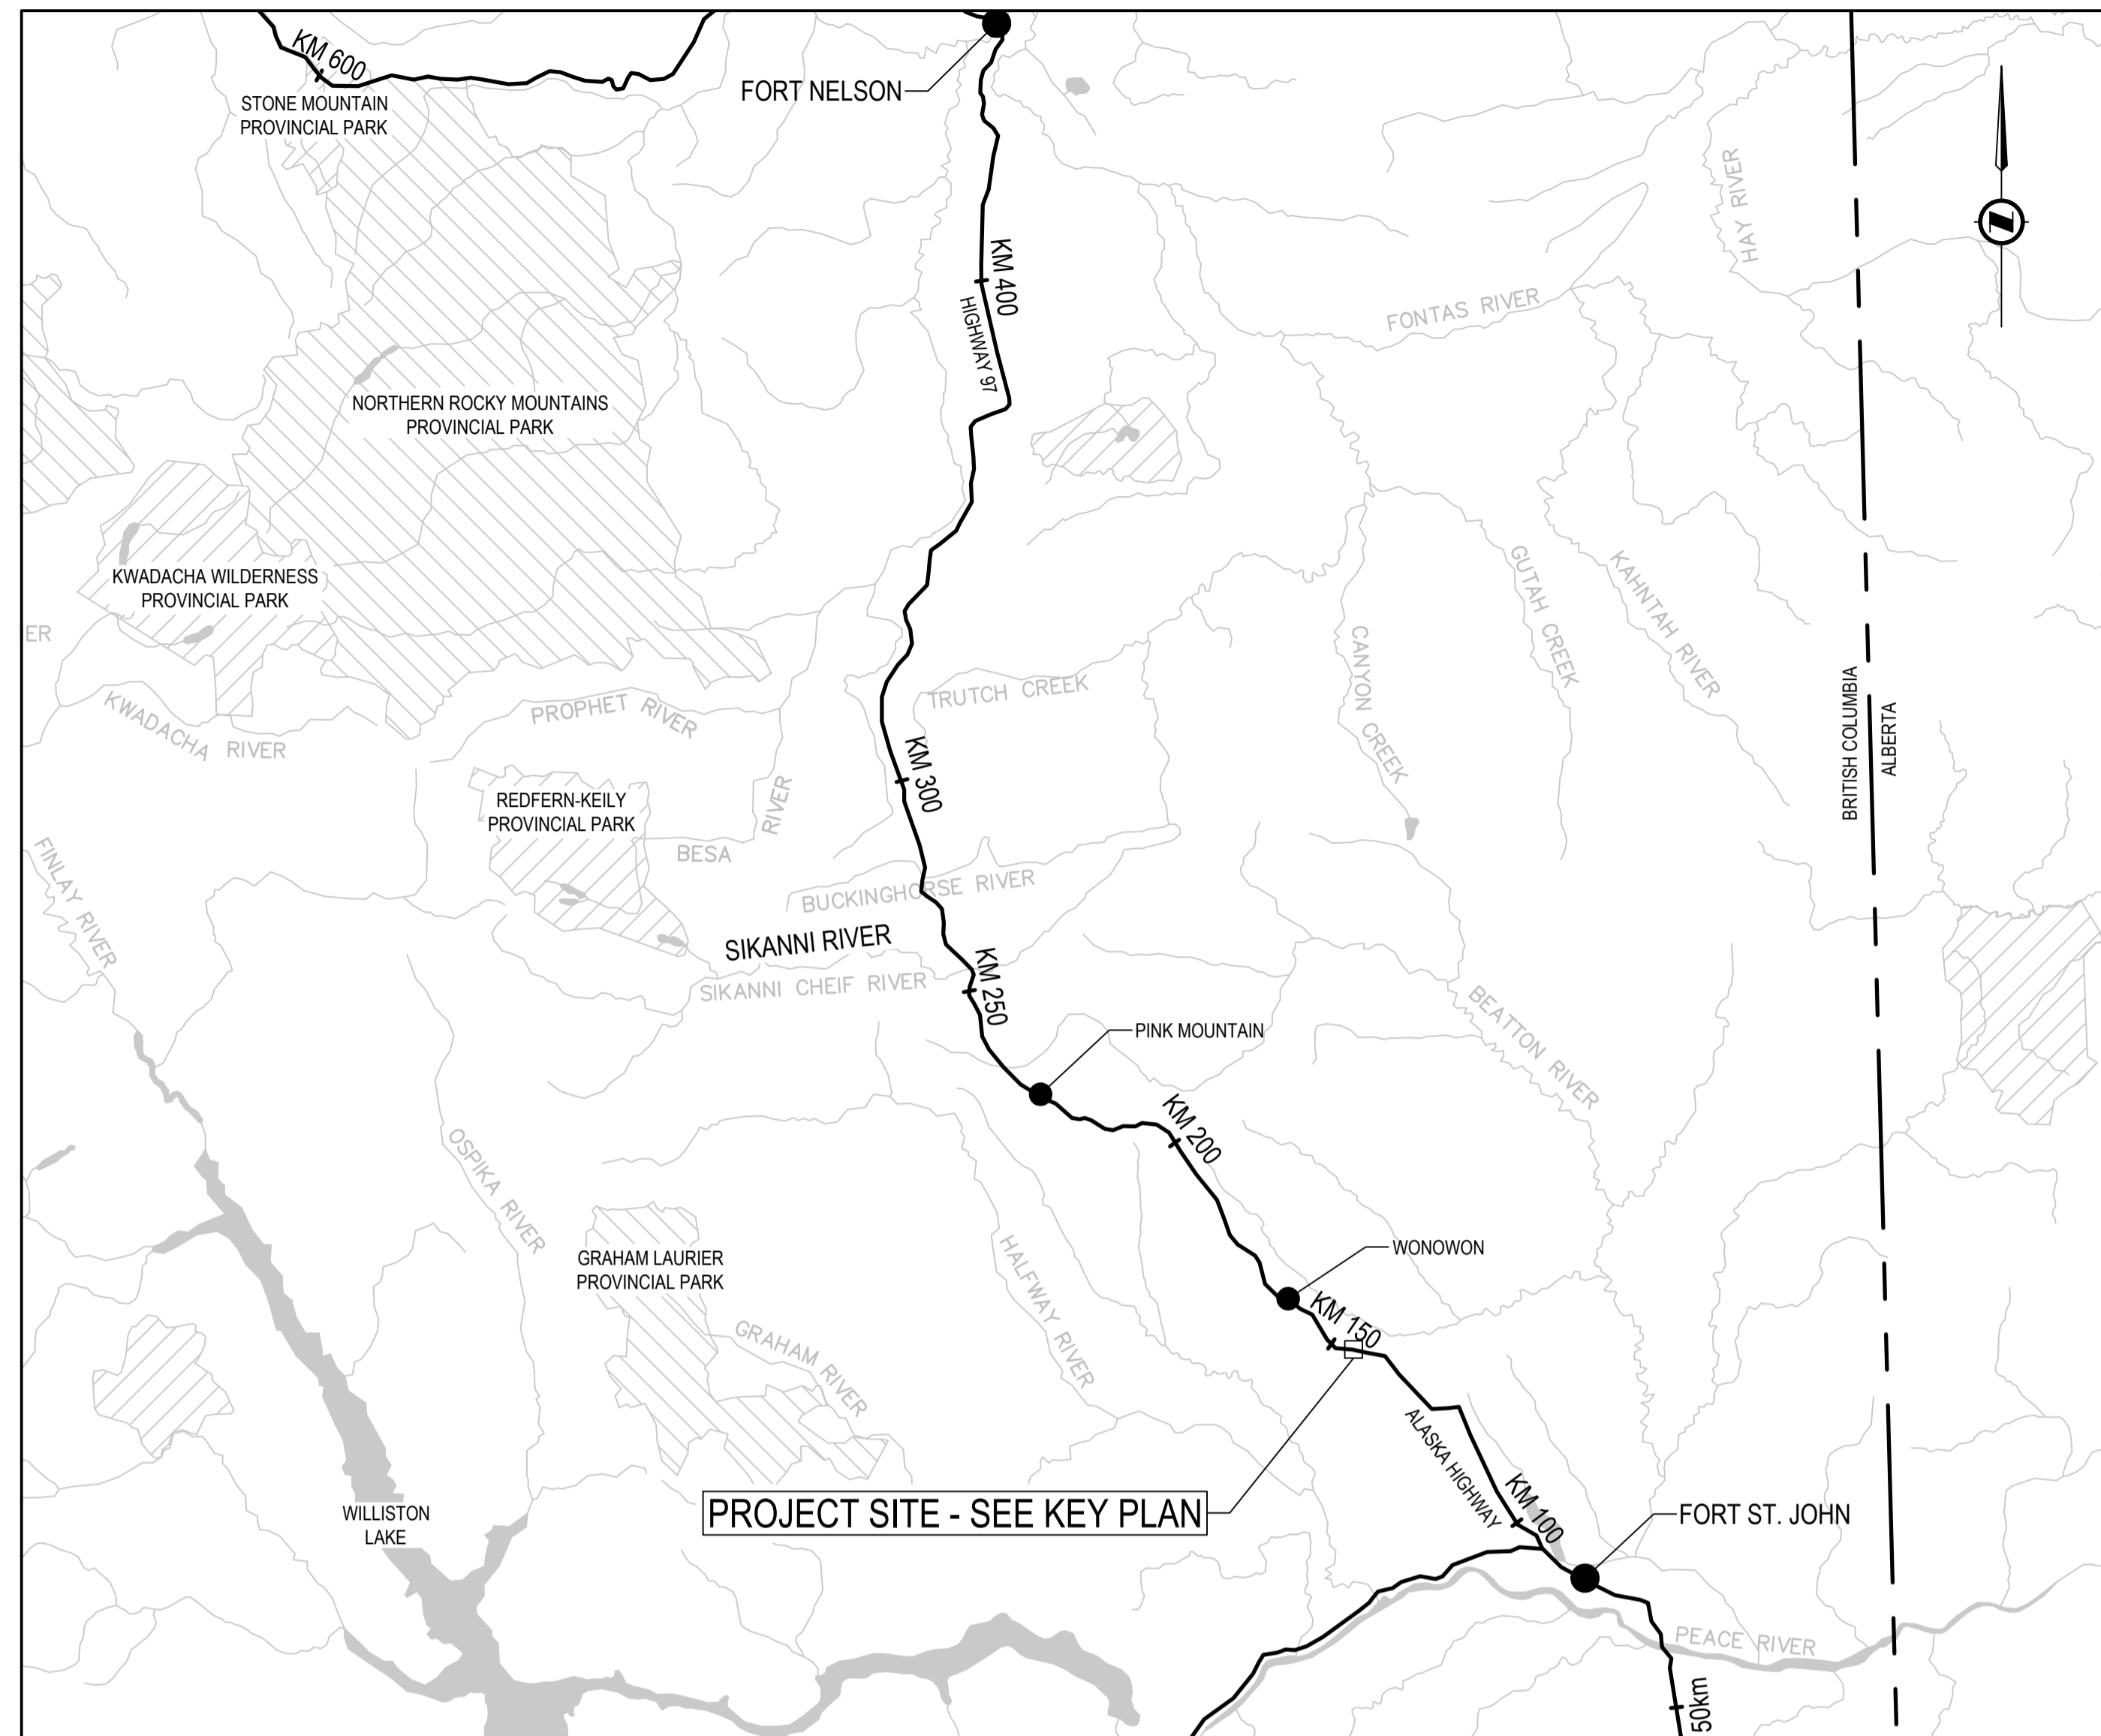 KM 600
STONE MOUNTAIN
PROVINCIAL PARK
FORT NELSON
HAY RIVER
KM 400
HIGHWAY 97
FONTAS RIVER
NORTHERN ROCKY MOUNTAINS
PROVINCIAL PARK
KWADACHA WILDERNESS
PROVINCIAL PARK
ER
GUTAH CREEK
KAHNTAH RIVER
CANYON CREEK
KWADACHA RIVER
PROPHET RIVER
TRUTCH CREEK
BRITISH COLUMBIA
ALBERTA
KM 300
REDFERN-KEILY
PROVINCIAL PARK
BESA RIVER
FINLAY RIVER
BUCKINGHORSE RIVER
SIKANNI RIVER
SIKANNI CHEIF RIVER
KM 250
BEATTON RIVER
PINK MOUNTAIN
KM 200
OSPIKA RIVER
GRAHAM LAURIER
PROVINCIAL PARK
HALFWAY RIVER
WONOWON
KM 150
GRAHAM RIVER
ALASKA HIGHWAY
WILLISTON
LAKE
PROJECT SITE - SEE KEY PLAN
KM 100
FORT ST. JOHN
PEACE RIVER
50km
Z